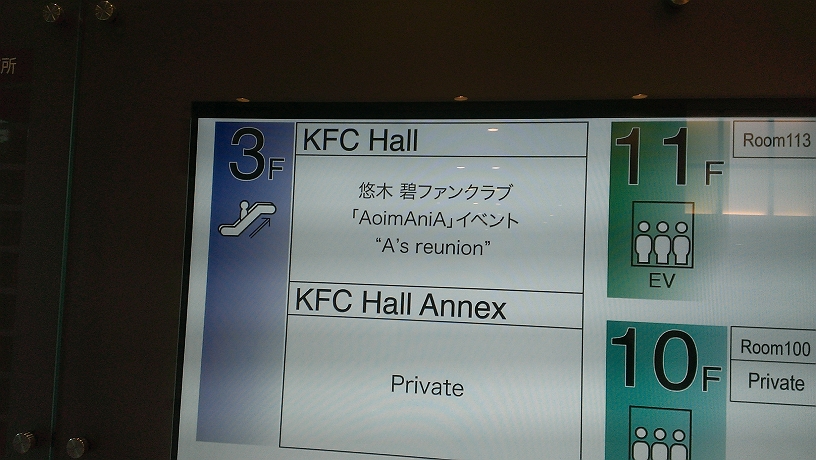 所
3F
KFC Hall
悠木 碧ファンクラブ
「AoimAniA」イベント
“A's reunion”
KFC Hall Annex
Private
11F
Room113
EV
10F
Room100
Private